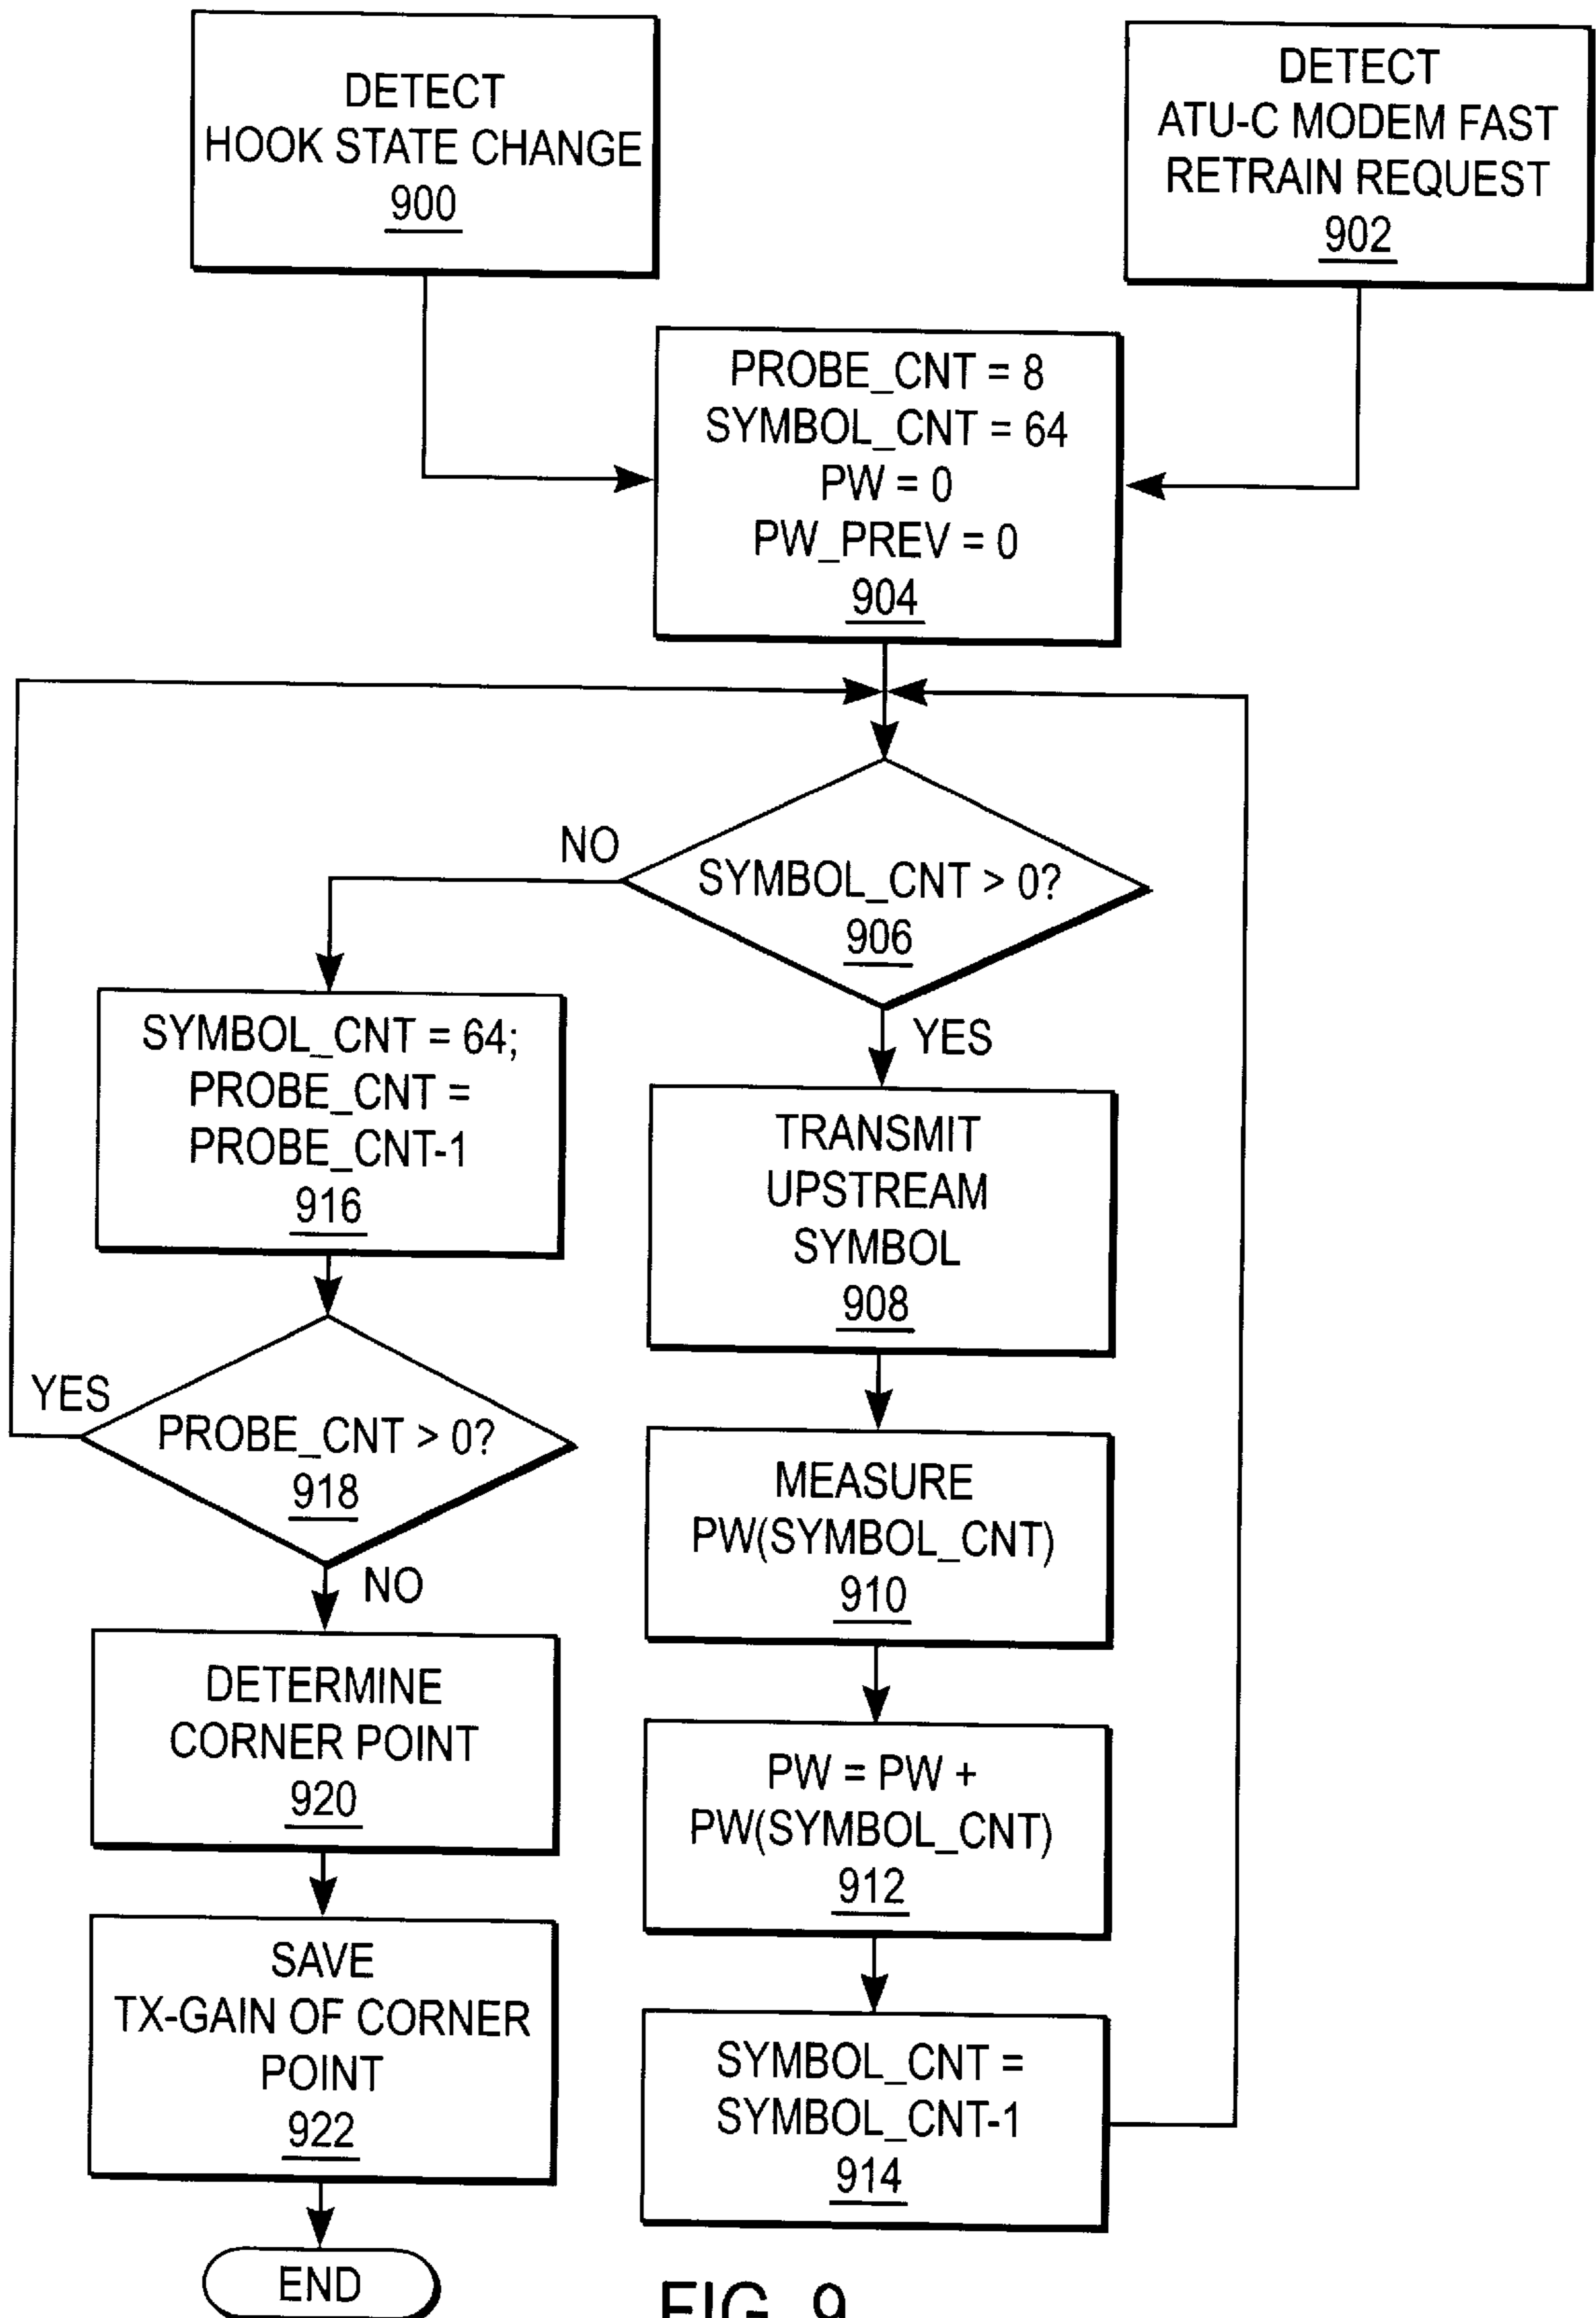 DETECT
HOOK STATE CHANGE
900
DETECT
ATU-C MODEM FAST
RETRAIN REQUEST
902
PROBE_CNT = 8
SYMBOL_CNT = 64
PW = 0
PW_PREV = 0
904
SYMBOL_CNT > 0?
906
NO
YES
SYMBOL_CNT = 64;
PROBE_CNT =
PROBE_CNT-1
916
PROBE_CNT > 0?
918
YES
NO
DETERMINE
CORNER POINT
920
SAVE
TX-GAIN OF CORNER
POINT
922
END
TRANSMIT
UPSTREAM
SYMBOL
908
MEASURE
PW(SYMBOL_CNT)
910
PW = PW +
PW(SYMBOL_CNT)
912
SYMBOL_CNT =
SYMBOL_CNT-1
914
FIG. 9